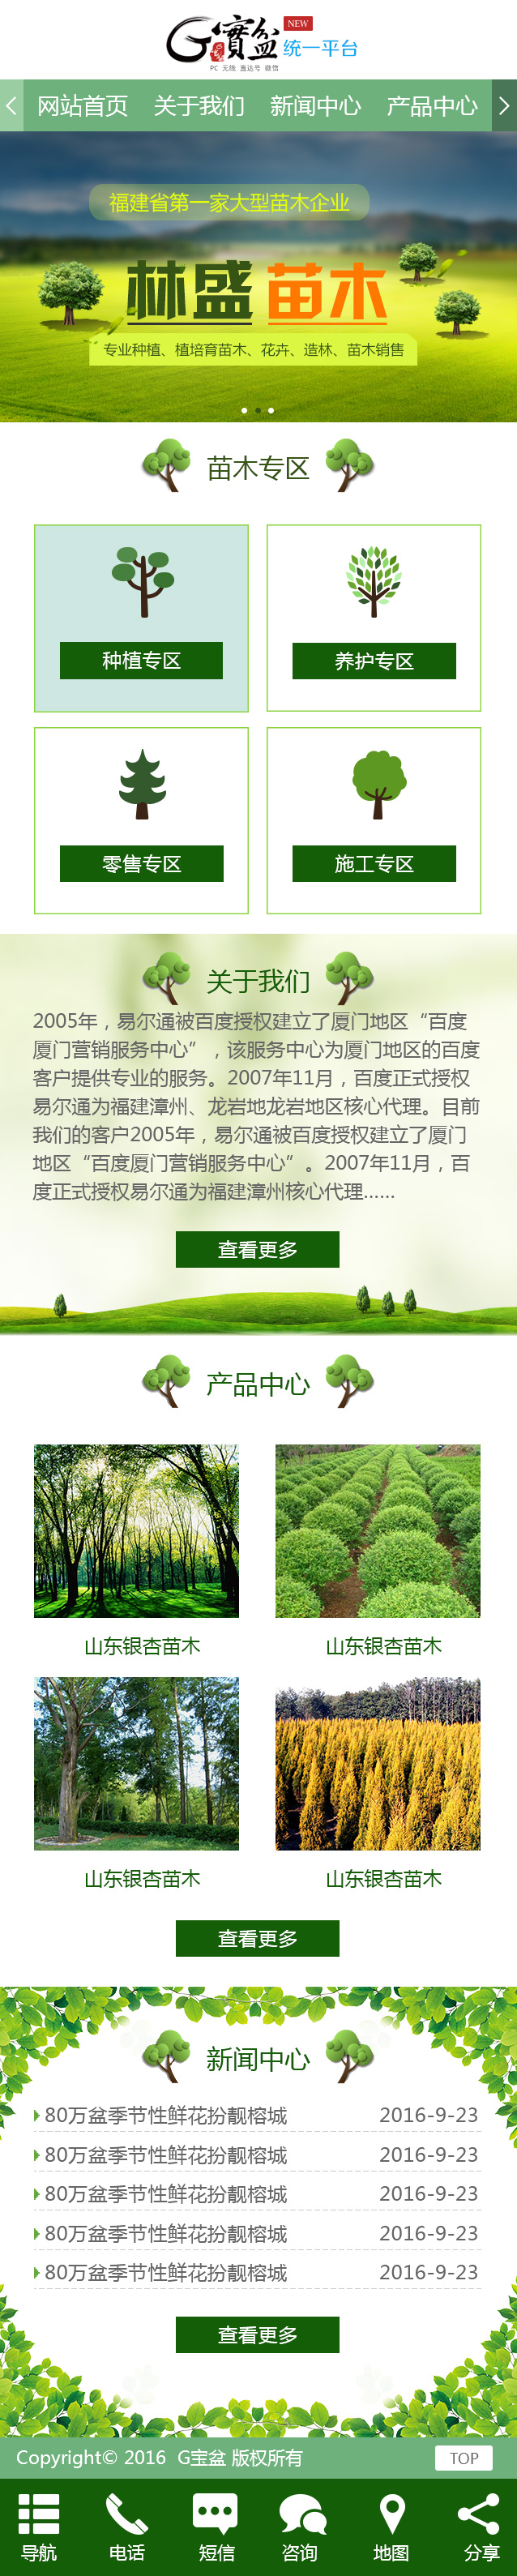 G寶盆
NEW
统一平台
PC 无线 直达号 微信
网站首页 关于我们 新闻中心 产品中心
福建省第一家大型苗木企业
林盛苗木
专业种植、植培育苗木、花卉、造林、苗木销售
苗木专区
种植专区 养护专区
零售专区 施工专区
关于我们
2005年，易尔通被百度授权建立了厦门地区“百度
厦门营销服务中心”，该服务中心为厦门地区的百度
客户提供专业的服务。2007年11月，百度正式授权
易尔通为福建漳州、龙岩地龙岩地区核心代理。目前
我们的客户2005年，易尔通被百度授权建立了厦门
地区“百度厦门营销服务中心”。2007年11月，百
度正式授权易尔通为福建漳州核心代理......
查看更多
产品中心
山东银杏苗木 山东银杏苗木
山东银杏苗木 山东银杏苗木
查看更多
新闻中心
80万盆季节性鲜花扮靓榕城 2016-9-23
80万盆季节性鲜花扮靓榕城 2016-9-23
80万盆季节性鲜花扮靓榕城 2016-9-23
80万盆季节性鲜花扮靓榕城 2016-9-23
80万盆季节性鲜花扮靓榕城 2016-9-23
查看更多
Copyright© 2016 G宝盆 版权所有 TOP
导航 电话 短信 咨询 地图 分享